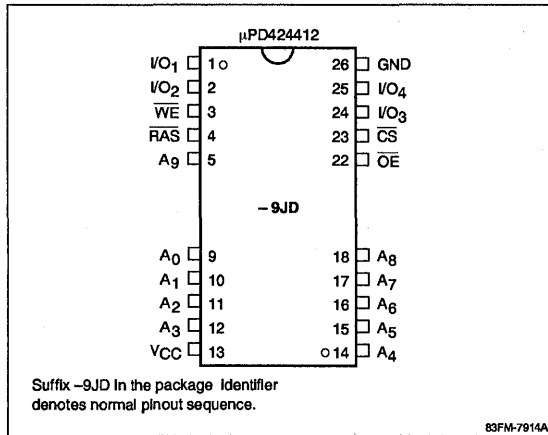 μPD424412
I/O1 1 26 GND
I/O2 2 25 I/O4
WE 3 24 I/O3
RAS 4 23 CS
A9 5 22 OE
–9JD
A0 9 18 A8
A1 10 17 A7
A2 11 16 A6
A3 12 15 A5
VCC 13 14 A4
Suffix –9JD in the package identifier
denotes normal pinout sequence.
83FM-7914A